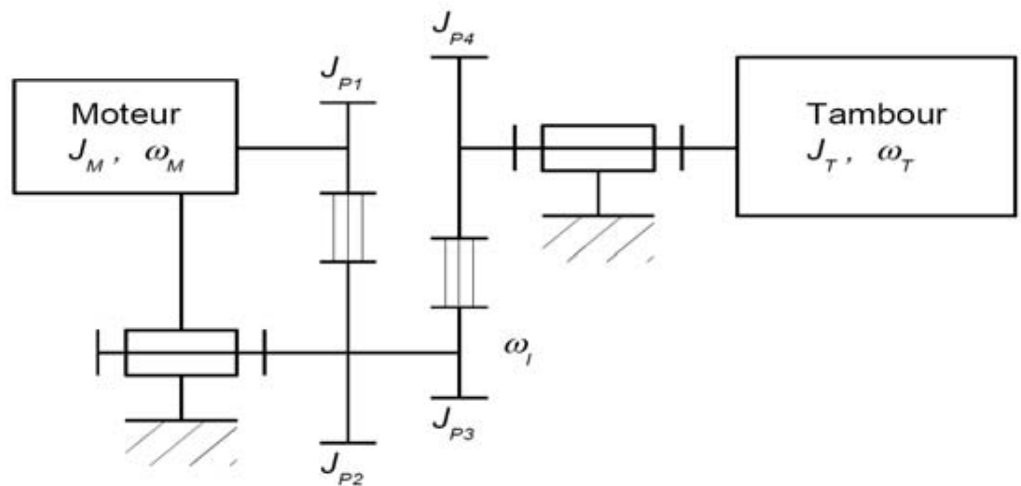 J_P1
J_P4
Moteur
J_M , ω_M
Tambour
J_T , ω_T
ω_I
J_P3
J_P2